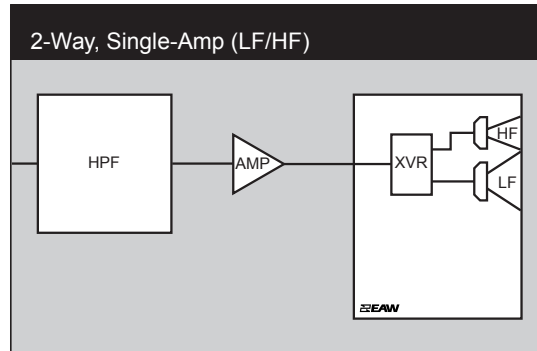 2-Way, Single-Amp (LF/HF)
HPF
AMP
XVR
HF
LF
EAW